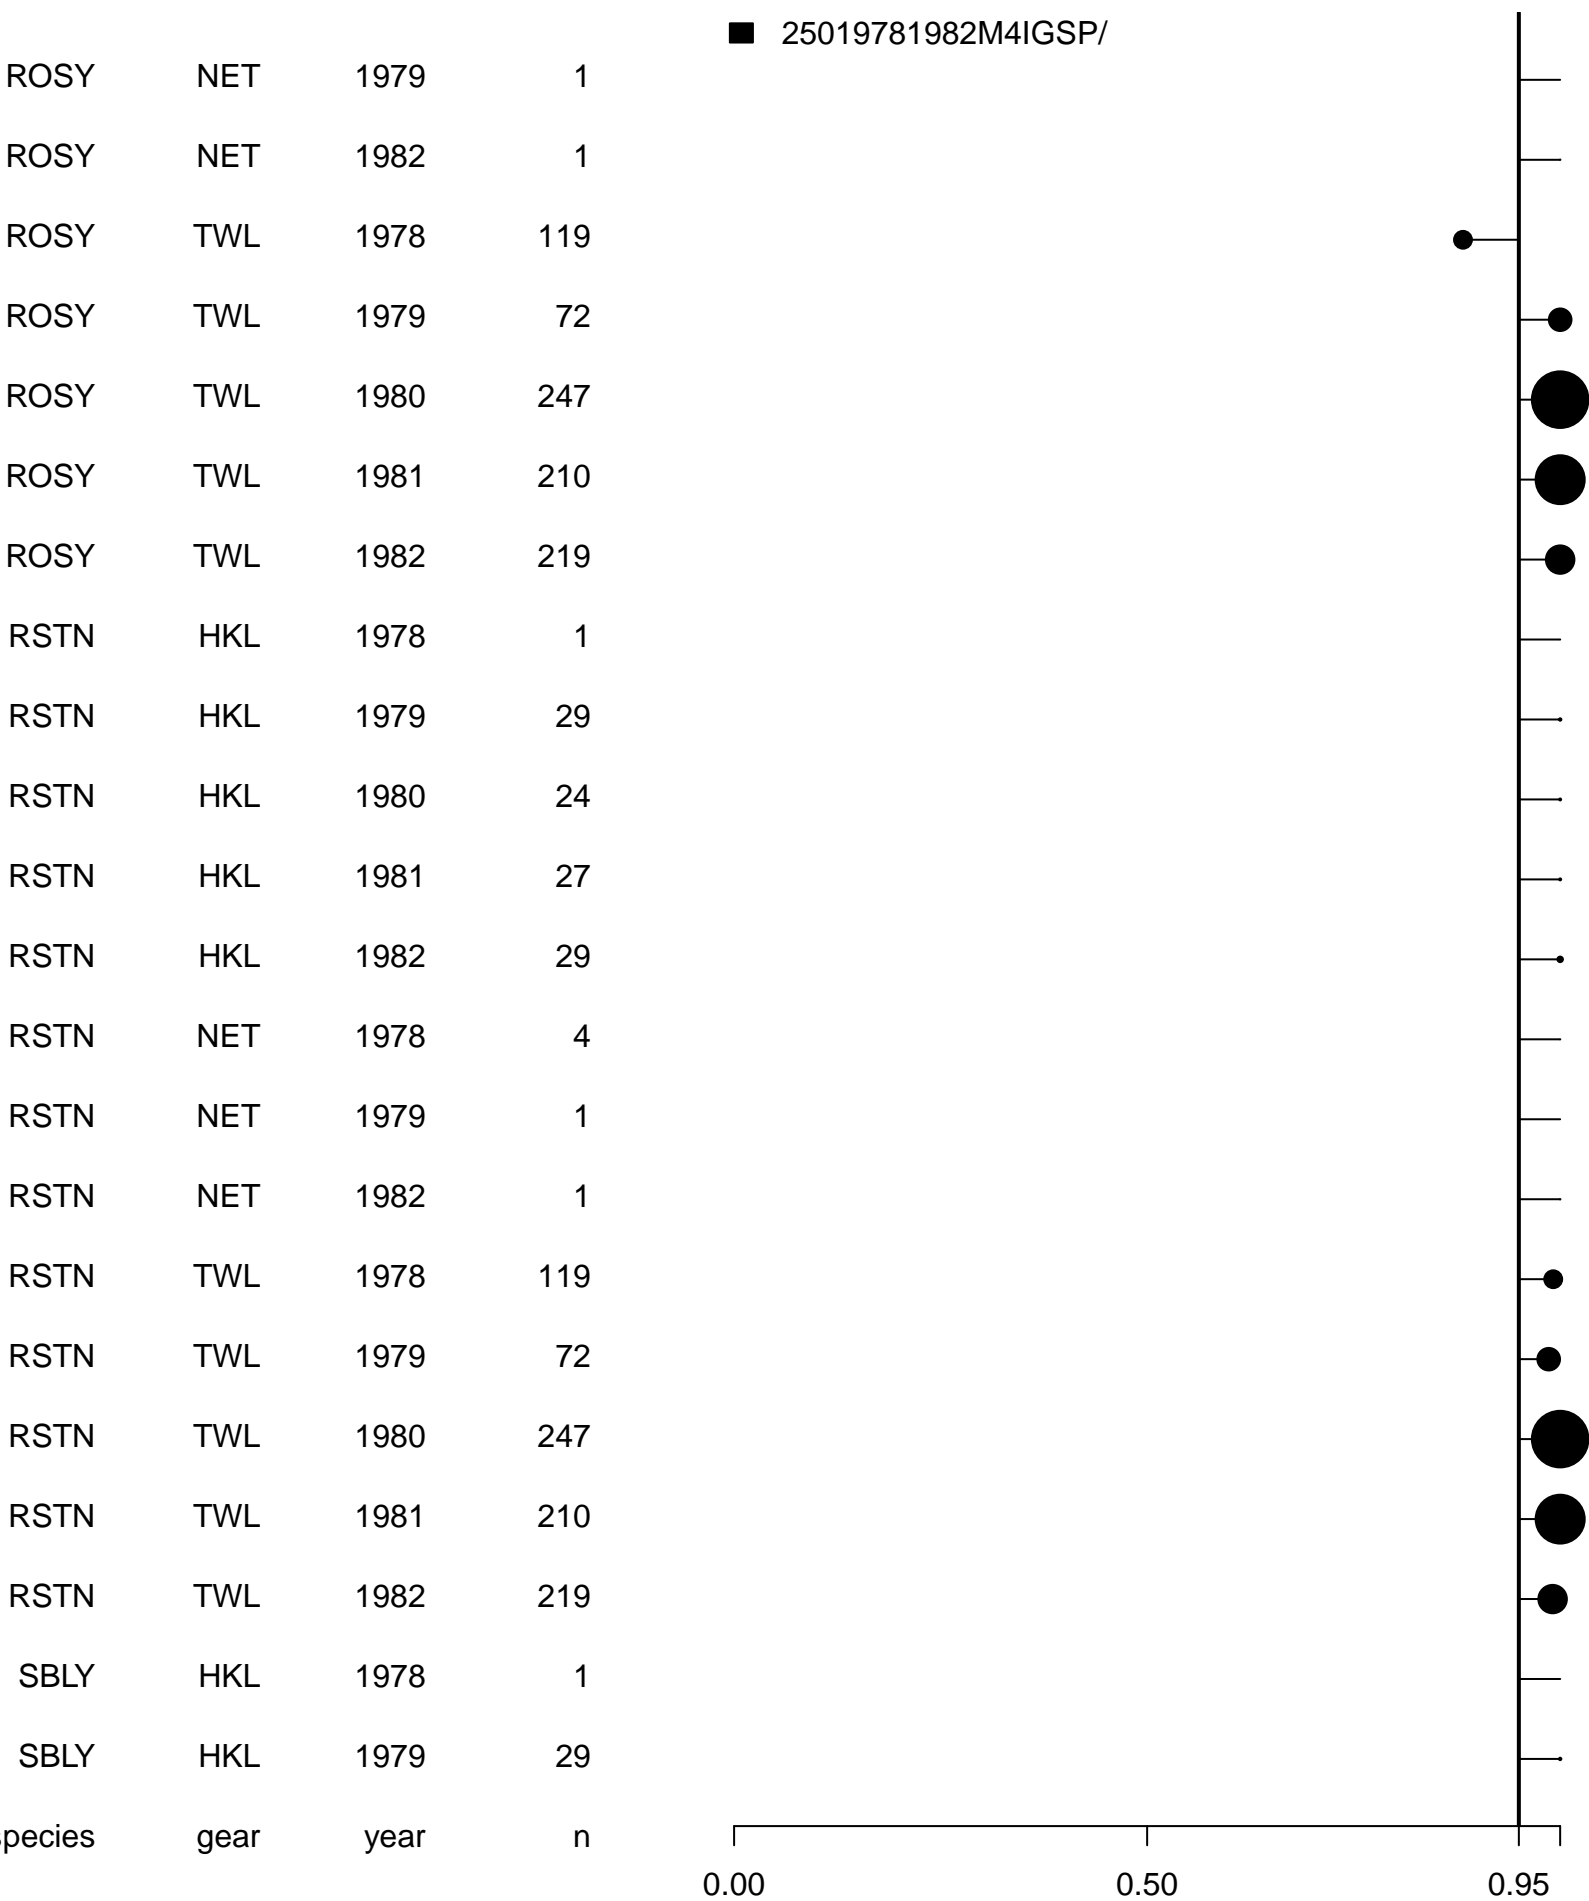 25019781982M4IGSP/
ROSY NET 1979 1
ROSY NET 1982 1
ROSY TWL 1978 119
ROSY TWL 1979 72
ROSY TWL 1980 247
ROSY TWL 1981 210
ROSY TWL 1982 219
RSTN HKL 1978 1
RSTN HKL 1979 29
RSTN HKL 1980 24
RSTN HKL 1981 27
RSTN HKL 1982 29
RSTN NET 1978 4
RSTN NET 1979 1
RSTN NET 1982 1
RSTN TWL 1978 119
RSTN TWL 1979 72
RSTN TWL 1980 247
RSTN TWL 1981 210
RSTN TWL 1982 219
SBLY HKL 1978 1
SBLY HKL 1979 29
species gear year n
0.00 0.50 0.95